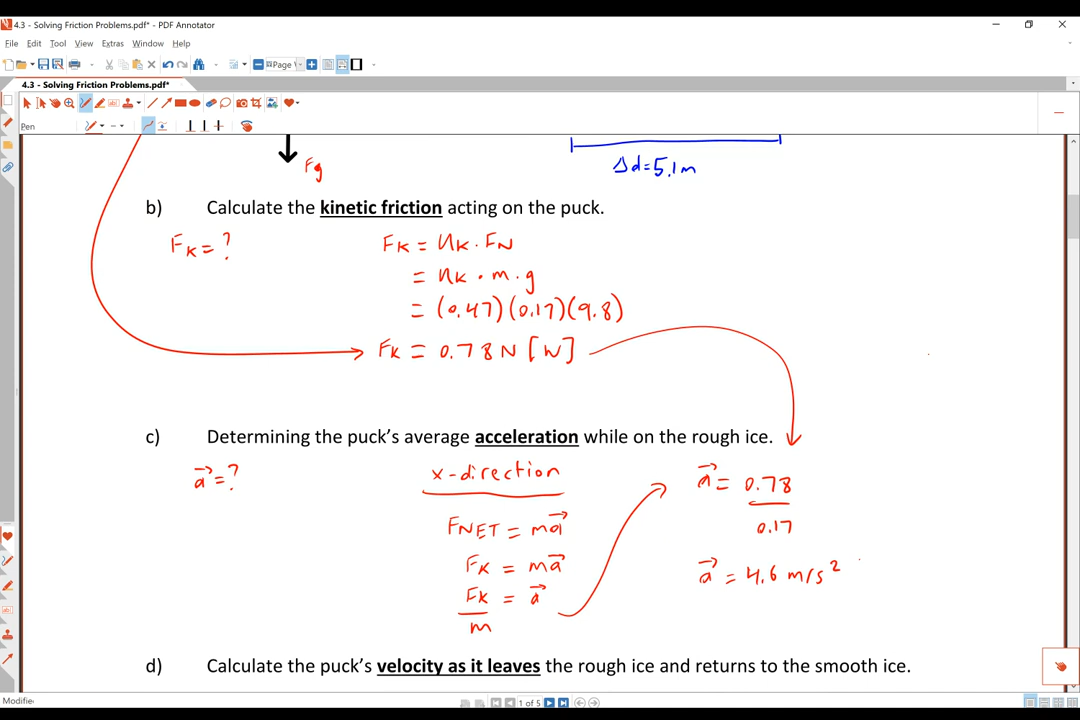 4.3 - Solving Friction Problems.pdf* - PDF Annotator
File Edit Tool View Extras Window Help
Page
4.3 - Solving Friction Problems.pdf*
Pen
Fg
Δd=5.1m
b) Calculate the kinetic friction acting on the puck.
FK = ?
FK = μK · FN
= μK · m · g
= (0.47)(0.17)(9.8)
FK = 0.78 N [W]
c) Determining the puck's average acceleration while on the rough ice.
a⃗ = ?
x-direction
FNET = ma⃗
FK = ma⃗
FK/m = a⃗
a⃗ = 0.78/0.17
a⃗ = 4.6 m/s²
d) Calculate the puck's velocity as it leaves the rough ice and returns to the smooth ice.
Modified
1 of 5